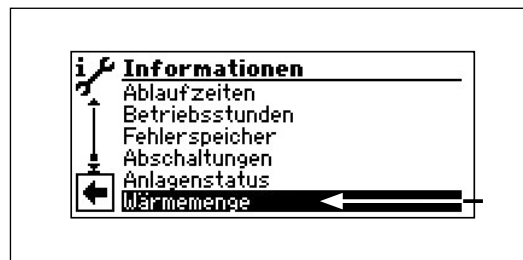 i
Informationen
Ablaufzeiten
Betriebsstunden
Fehlerspeicher
Abschaltungen
Anlagenstatus
Wärmemenge